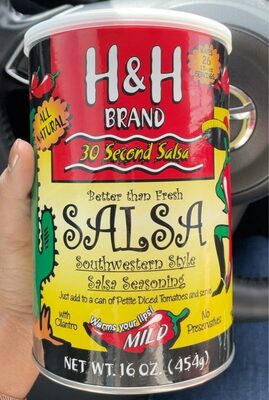 H&H
BRAND
ALL
NATURAL
30 Second Salsa
Better than Fresh
SALSA
Southwestern Style
Salsa Seasoning
Just add to a can of Petite Diced Tomatoes and serve
with
Cilantro
Warms your lips!
MILD
No
Preservatives
NET WT. 16 OZ. (454g)